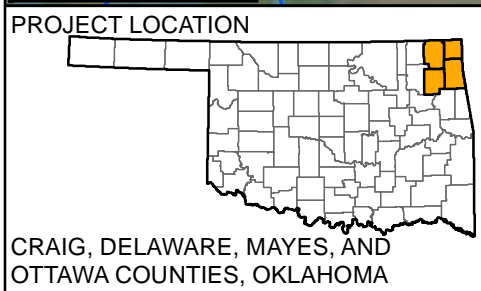 PROJECT LOCATION
CRAIG, DELAWARE, MAYES, AND
OTTAWA COUNTIES, OKLAHOMA